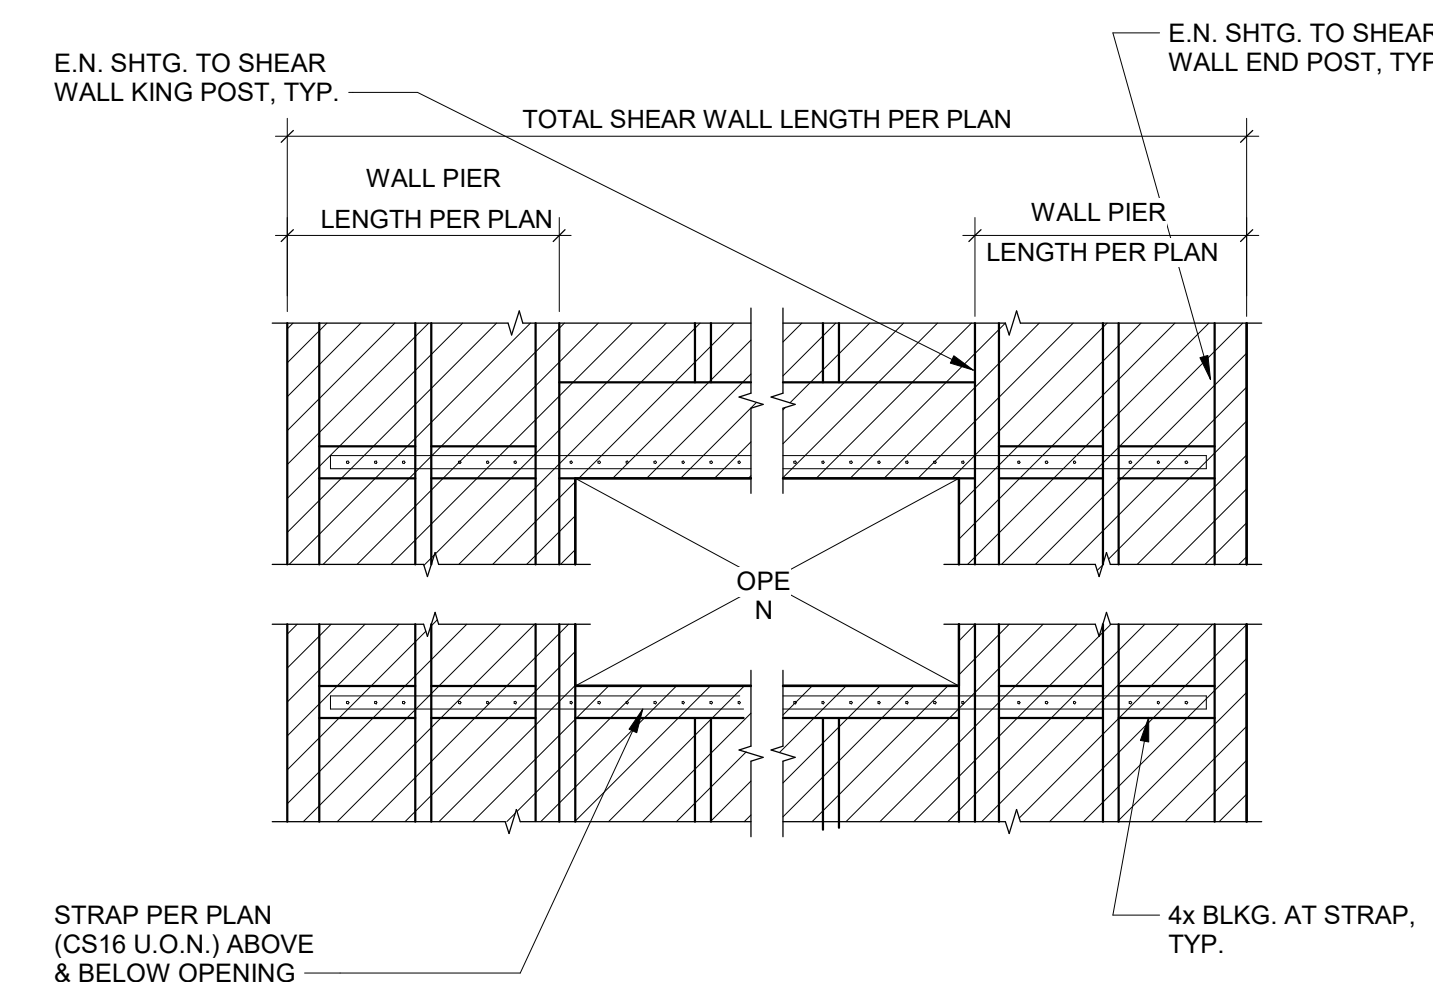 E.N. SHTG. TO SHEAR
WALL KING POST, TYP.
E.N. SHTG. TO SHEAR
WALL END POST, TYP
TOTAL SHEAR WALL LENGTH PER PLAN
WALL PIER
LENGTH PER PLAN
WALL PIER
LENGTH PER PLAN
OPE
N
STRAP PER PLAN
(CS16 U.O.N.) ABOVE
& BELOW OPENING
4x BLKG. AT STRAP,
TYP.